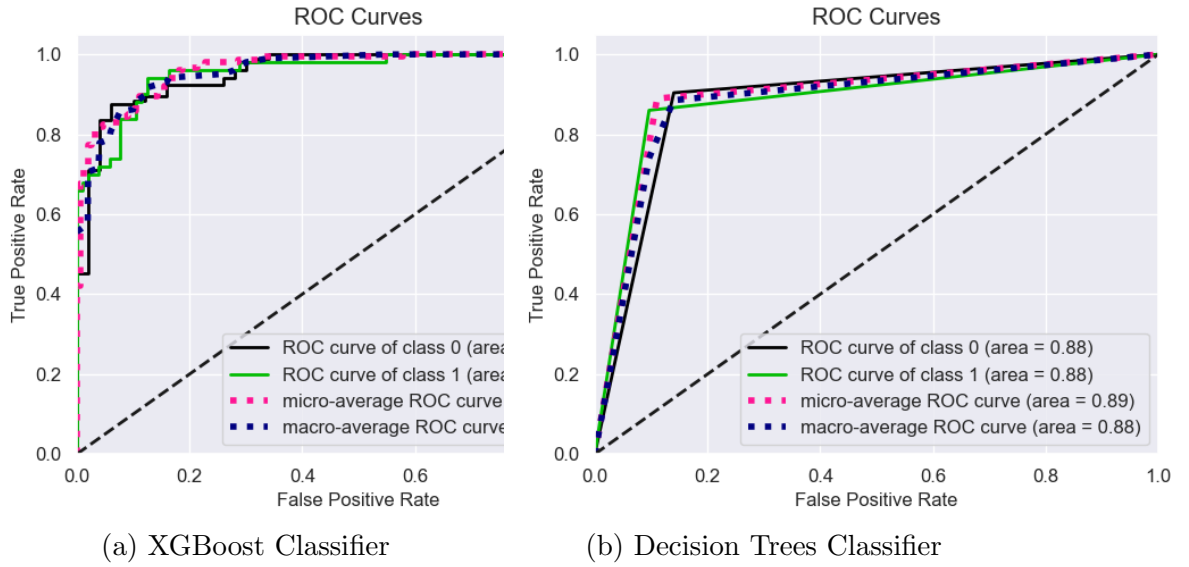 ROC Curves
1.0
0.8
0.6
0.4
0.2
0.0
True Positive Rate
ROC curve of class 0 (area
ROC curve of class 1 (area
micro-average ROC curve
macro-average ROC curve
0.0 0.2 0.4 0.6
False Positive Rate
(a) XGBoost Classifier
ROC Curves
1.0
0.8
0.6
0.4
0.2
0.0
True Positive Rate
ROC curve of class 0 (area = 0.88)
ROC curve of class 1 (area = 0.88)
micro-average ROC curve (area = 0.89)
macro-average ROC curve (area = 0.88)
0.0 0.2 0.4 0.6 0.8 1.0
False Positive Rate
(b) Decision Trees Classifier